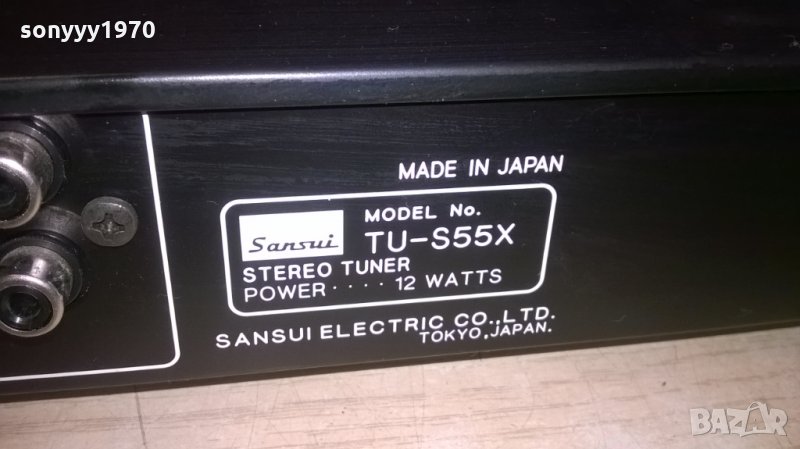 sonyyy1970
MADE IN JAPAN
Sansui
MODEL No.
TU-S55X
STEREO TUNER
POWER ···· 12 WATTS
SANSUI ELECTRIC CO.,LTD.
TOKYO,JAPAN.
BAZAR